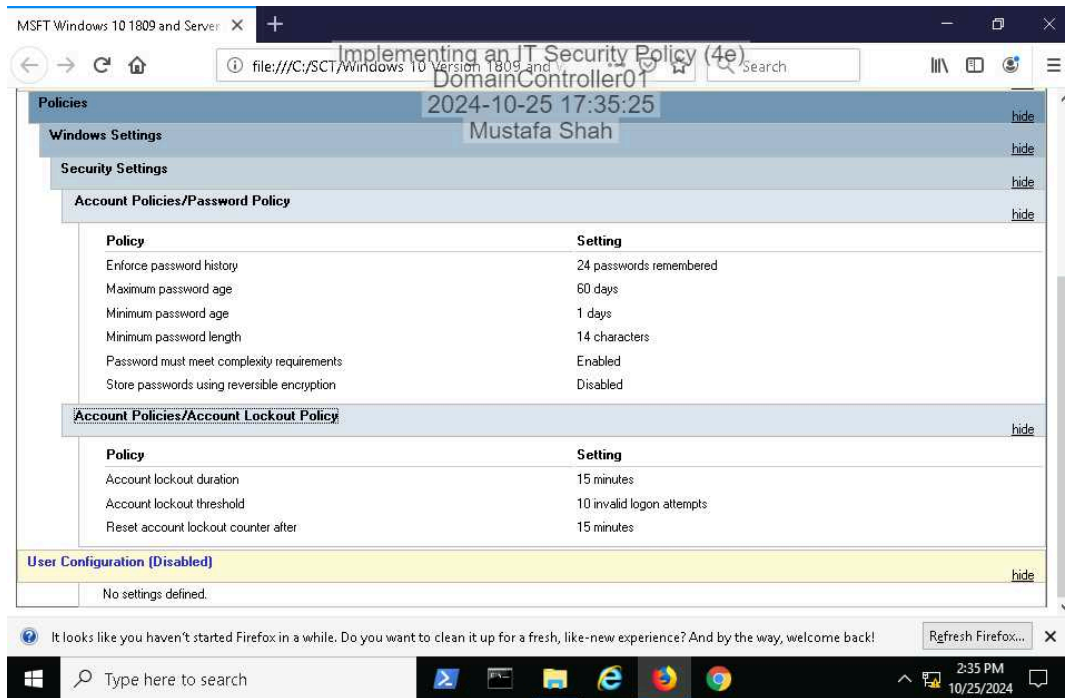 MSFT Windows 10 1809 and Server
Implementing an IT Security Policy (4e)
file:///C:/SCT/Windows 10 Version 1809 and
Search
DomainController01
2024-10-25 17:35:25
Mustafa Shah
Policies
hide
Windows Settings
hide
Security Settings
hide
Account Policies/Password Policy
hide
Policy Setting
Enforce password history 24 passwords remembered
Maximum password age 60 days
Minimum password age 1 days
Minimum password length 14 characters
Password must meet complexity requirements Enabled
Store passwords using reversible encryption Disabled
Account Policies/Account Lockout Policy
hide
Policy Setting
Account lockout duration 15 minutes
Account lockout threshold 10 invalid logon attempts
Reset account lockout counter after 15 minutes
User Configuration (Disabled)
hide
No settings defined.
It looks like you haven't started Firefox in a while. Do you want to clean it up for a fresh, like-new experience? And by the way, welcome back! Refresh Firefox...
Type here to search
2:35 PM
10/25/2024